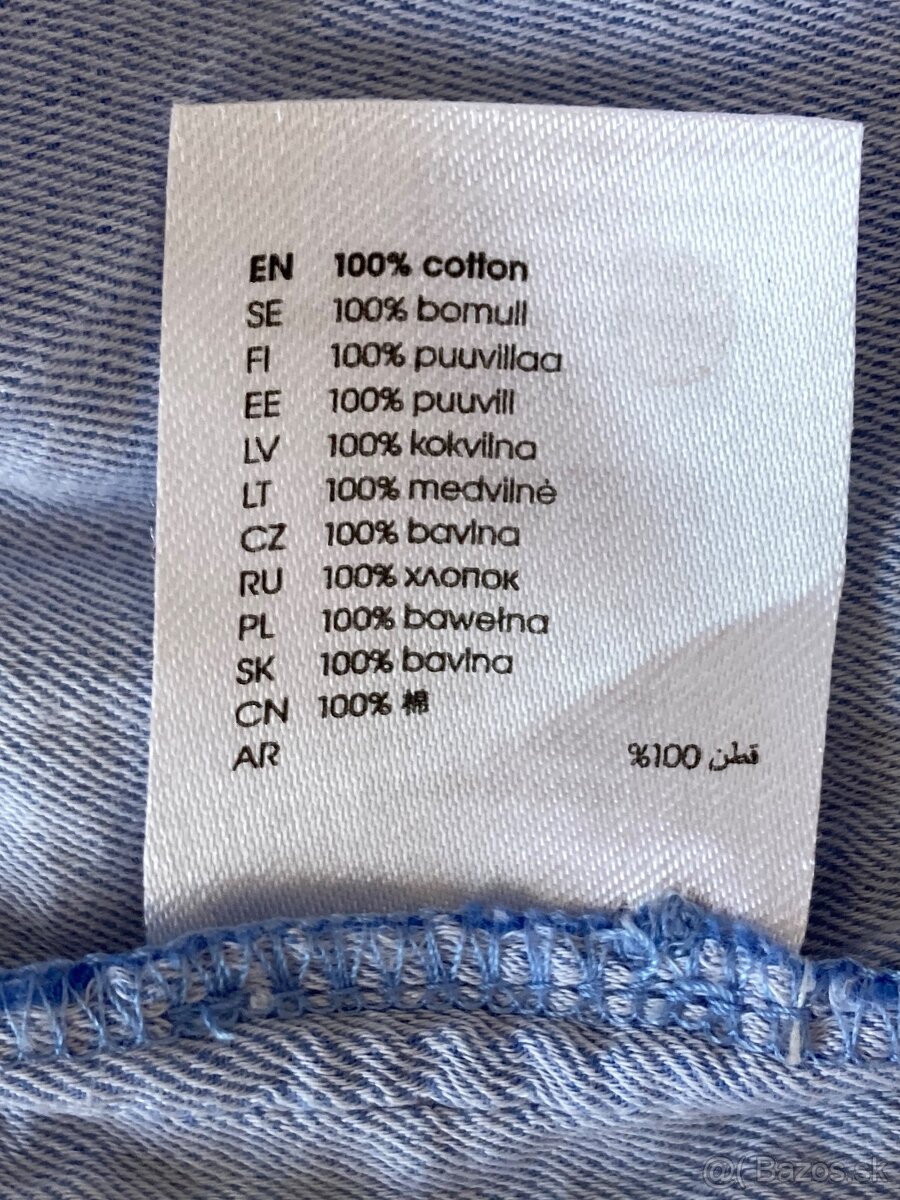 EN 100% cotton
SE 100% bomull
FI 100% puuvillaa
EE 100% puuvill
LV 100% kokvilna
LT 100% medvilnė
CZ 100% bavlna
RU 100% хлопок
PL 100% bawełna
SK 100% bavlna
CN 100% 棉
AR %100 قطن
@(Bazos.sk